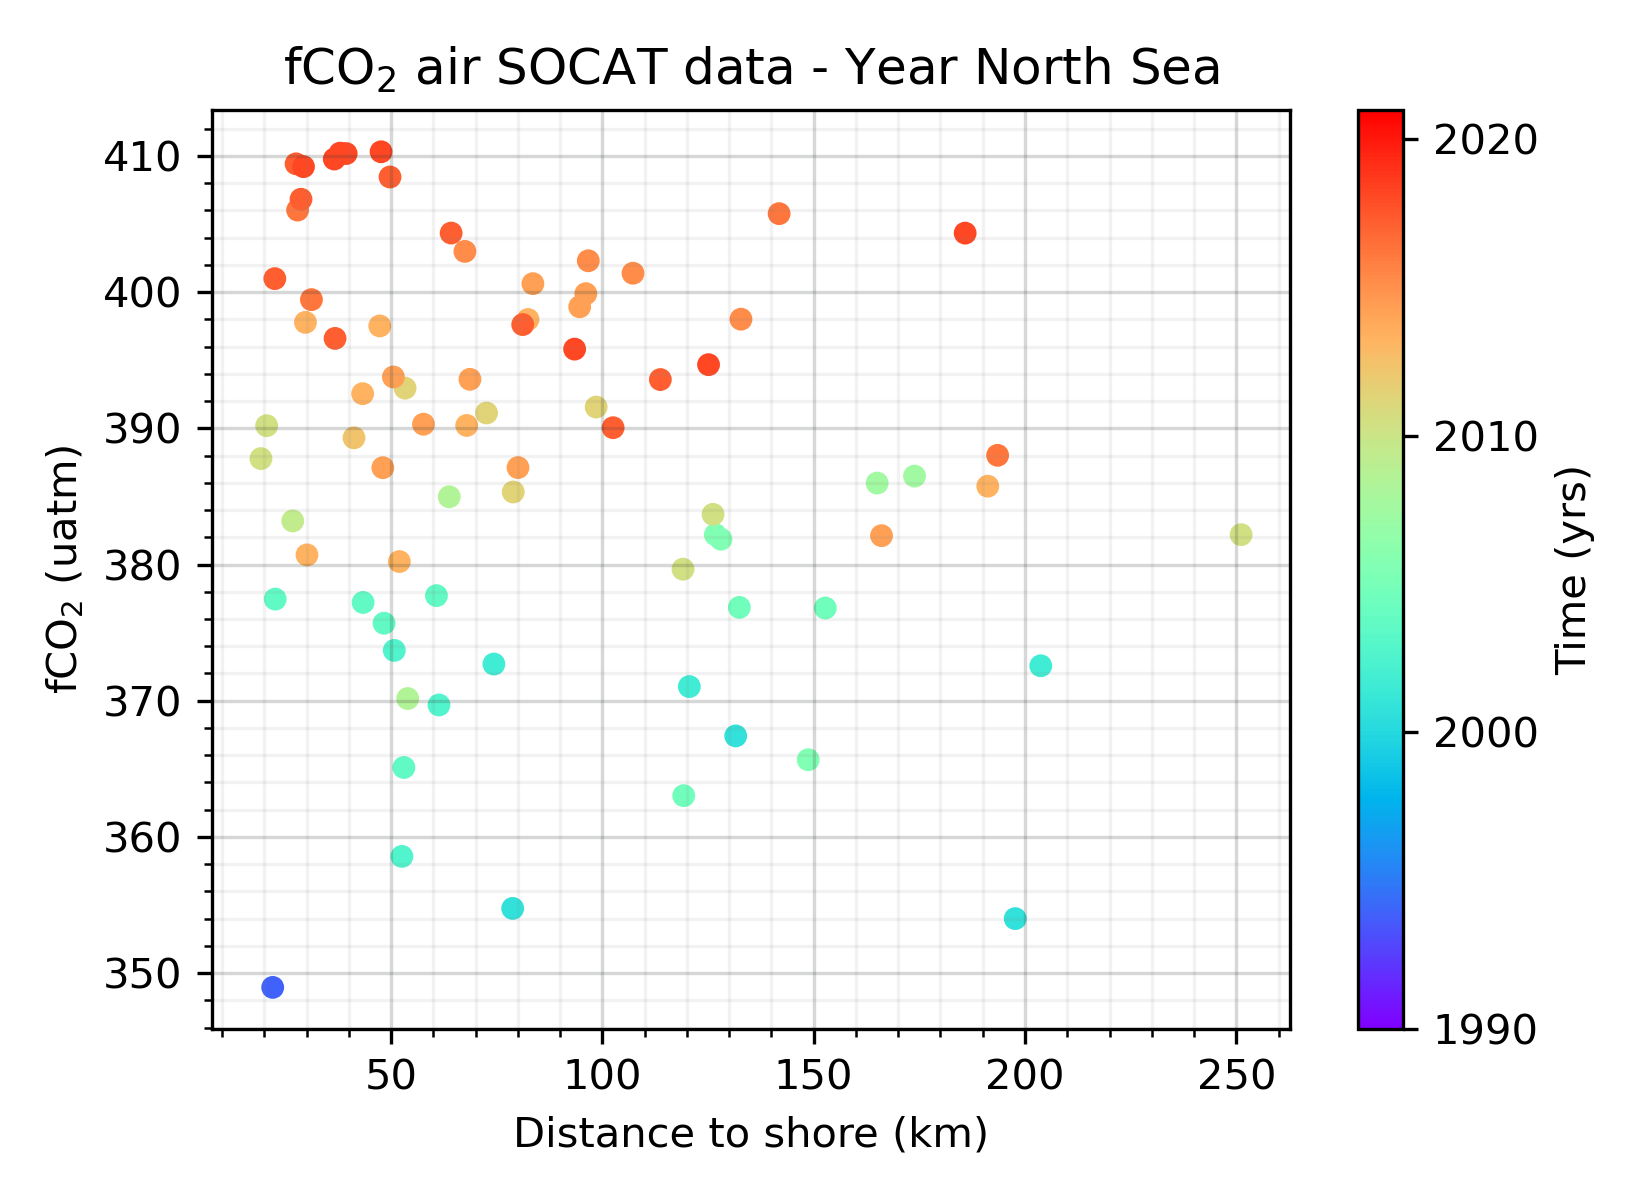 fCO₂ air SOCAT data - Year North Sea
410
400
390
380
370
360
350
fCO₂ (uatm)
50 100 150 200 250
Distance to shore (km)
2020
2010
2000
1990
Time (yrs)